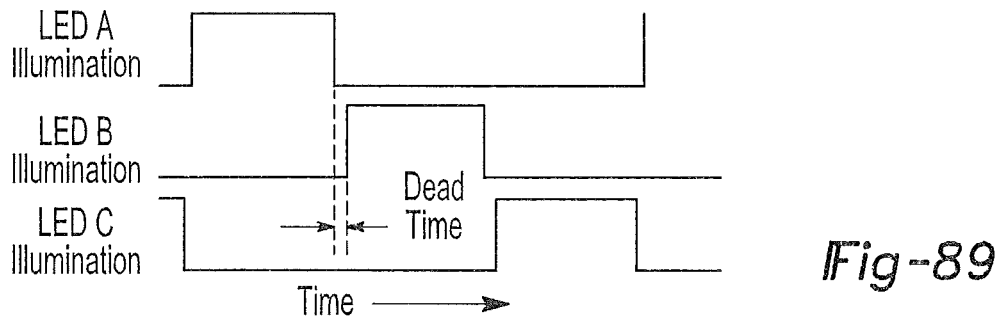 LED A
Illumination
LED B
Illumination
Dead
Time
LED C
Illumination
Time
Fig-89